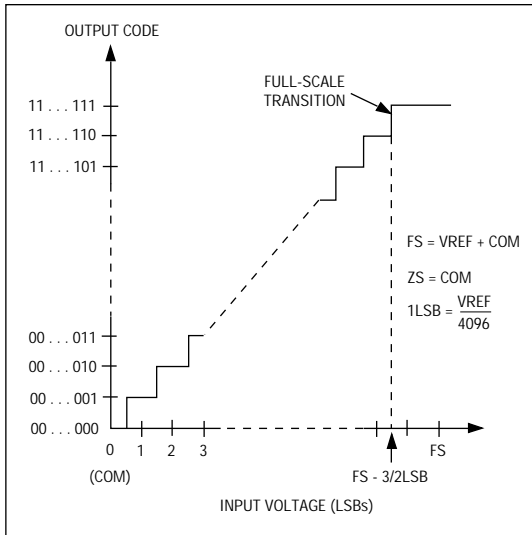 OUTPUT CODE
FULL-SCALE
TRANSITION
11 . . . 111
11 . . . 110
11 . . . 101
FS = VREF + COM
ZS = COM
1LSB = VREF
4096
00 . . . 011
00 . . . 010
00 . . . 001
00 . . . 000
0 1 2 3 FS
(COM) FS - 3/2LSB
INPUT VOLTAGE (LSBs)